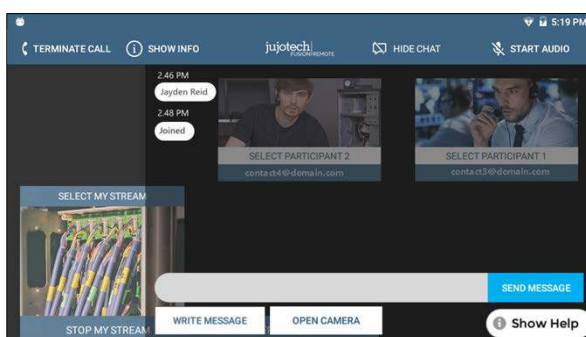 5:19 PM
TERMINATE CALL
SHOW INFO
jujotech
FUSION REMOTE
HIDE CHAT
START AUDIO
2.46 PM
Jayden Reid
2.48 PM
Joined
SELECT PARTICIPANT 2
contact4@domain.com
SELECT PARTICIPANT 1
contact3@domain.com
SELECT MY STREAM
SEND MESSAGE
WRITE MESSAGE
OPEN CAMERA
STOP MY STREAM
Show Help